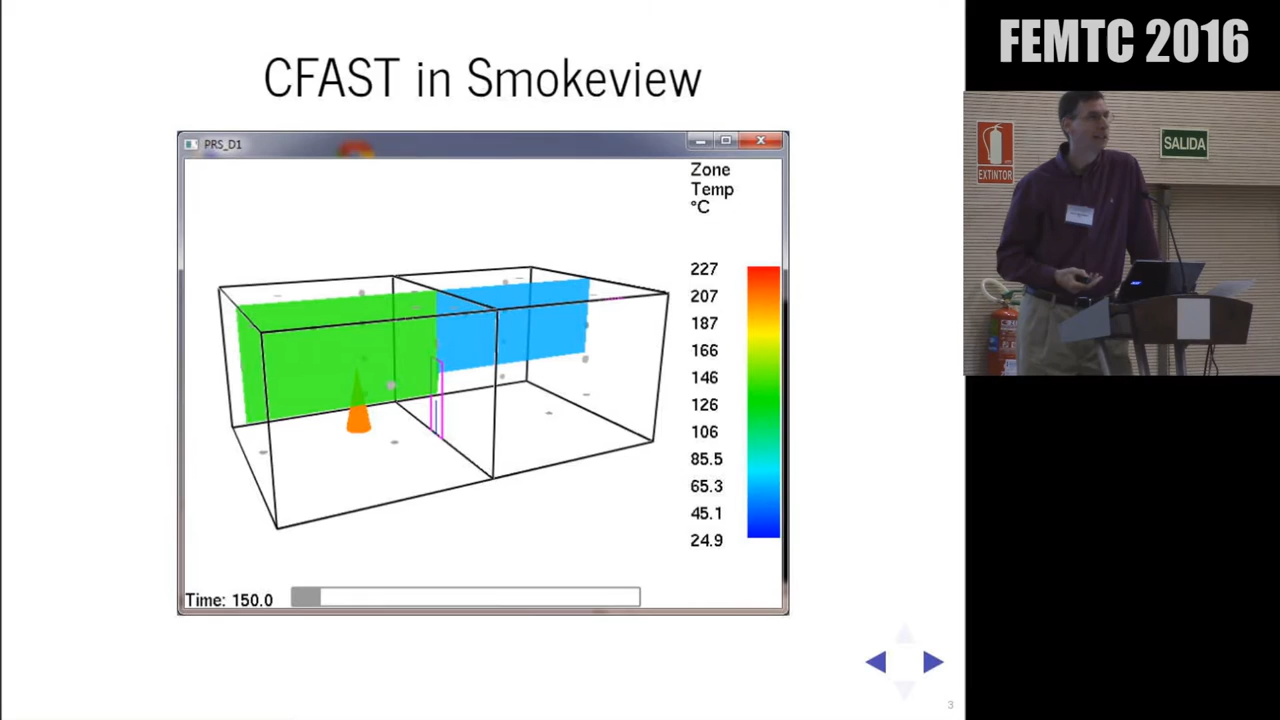 CFAST in Smokeview
FEMTC 2016
PRS_D1
Zone
Temp
°C
227
207
187
166
146
126
106
85.5
65.3
45.1
24.9
Time: 150.0
3
EXTINTOR
SALIDA